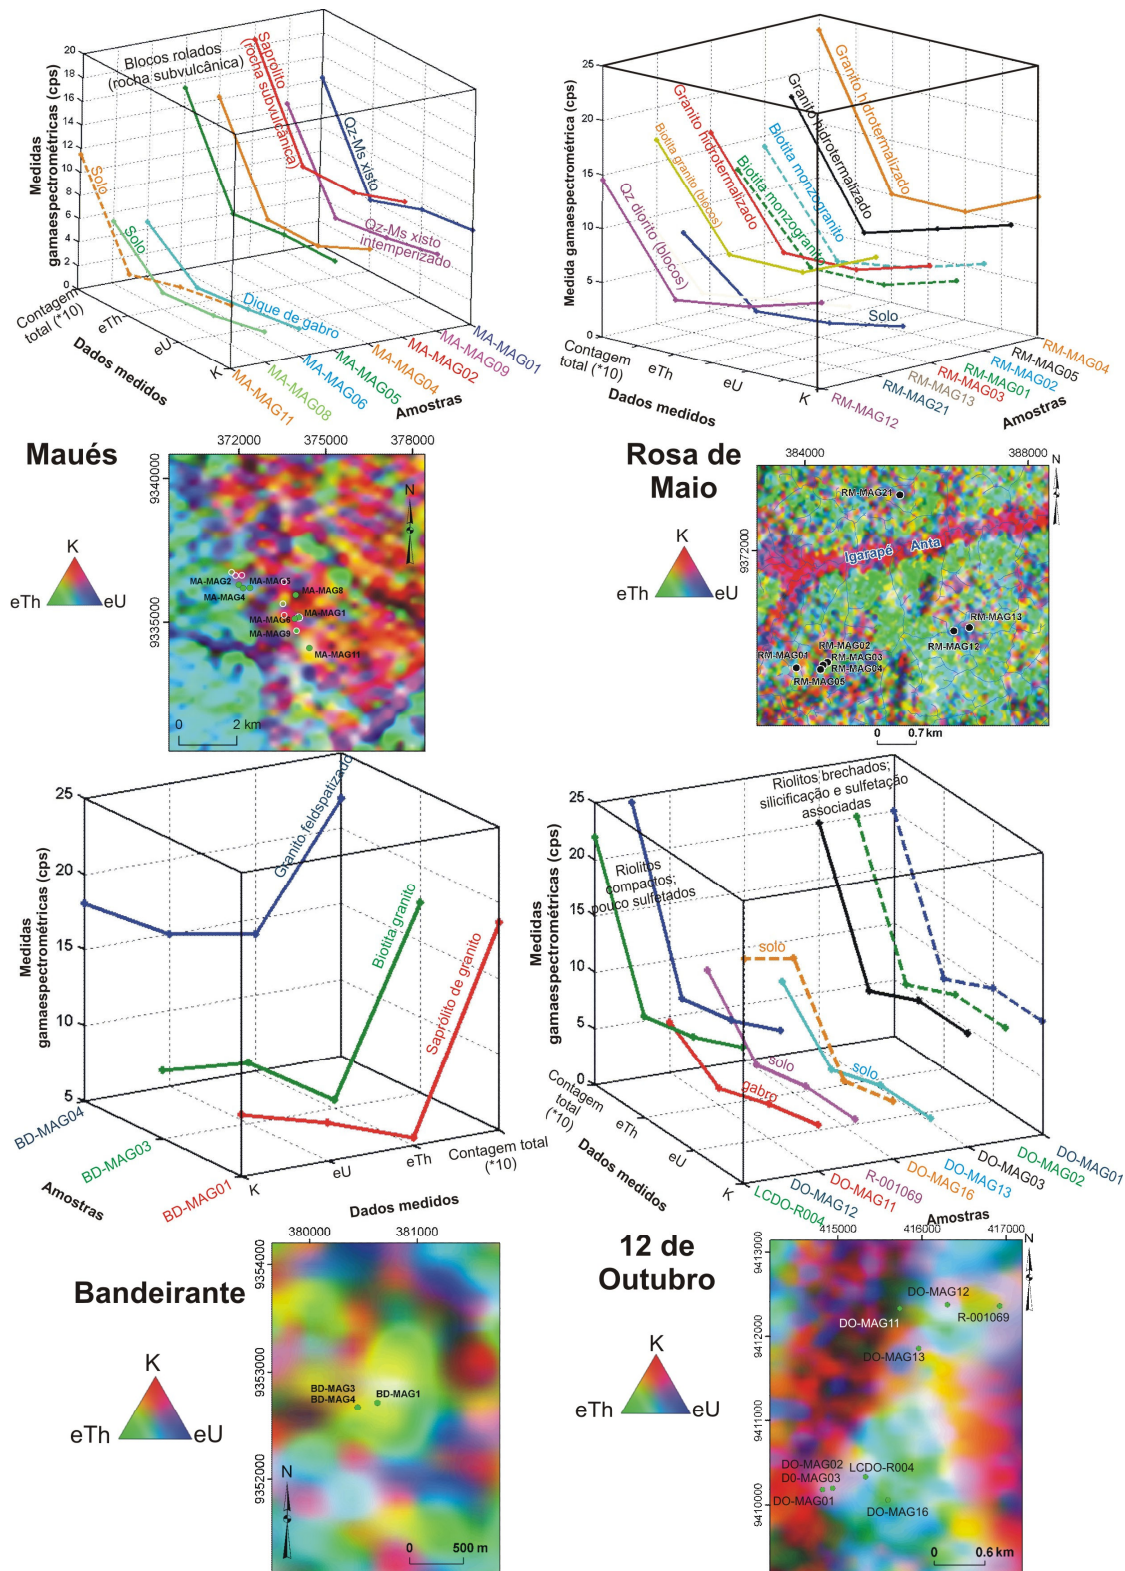 20
18
16
14
12
10
8
6
4
2
0
Medidas
gamaespectrométricas (cps)
Blocos rolados
(rocha subvulcânica)
Saprólito
(rocha subvulcânica)
Qz-Ms xisto
Qz-Ms xisto
intemperizado
Solo
Solo
Dique de gabro
Contagem
total (*10)
eTh
eU
K
Dados medidos
MA-MAG11
MA-MAG08
MA-MAG06
MA-MAG05
MA-MAG04
MA-MAG02
MA-MAG09
MA-MAG01
Amostras
25
20
15
10
5
0
Medida gamaespectrométrica (cps)
Granito hidrotermalizado
Granito hidrotermalizado
Granito hidrotermalizado
Biotita monzogranito
Biotita monzogranito
Biotita granito (blocos)
Qz diorito (blocos)
Solo
Contagem
total (*10)
eTh
eU
K
Dados medidos
RM-MAG12
RM-MAG21
RM-MAG13
RM-MAG03
RM-MAG01
RM-MAG02
RM-MAG05
RM-MAG04
Amostras
Maués
372000
375000
378000
9340000
9335000
N
K
eTh
eU
MA-MAG2
MA-MAG5
MA-MAG4
MA-MAG8
MA-MAG6
MA-MAG1
MA-MAG9
MA-MAG11
0
2 km
Rosa de
Maio
384000
388000
9372000
N
K
eTh
eU
RM-MAG21
Igarapé Anta
RM-MAG13
RM-MAG12
RM-MAG02
RM-MAG01
RM-MAG03
RM-MAG04
RM-MAG05
0
0.7 km
25
20
15
10
5
Medidas
gamaespectrométricas (cps)
Granito feldspatizado
Biotita granito
Saprólito de granito
BD-MAG04
BD-MAG03
BD-MAG01
Amostras
K
eU
eTh
Contagem total
(*10)
Dados medidos
25
20
15
10
5
0
Medidas
gamaespectrométricas (cps)
Riolitos brechados;
silicificação e sulfetação
associadas
Riolitos
compactos;
pouco sulfetados
solo
solo
solo
gabro
Contagem
total
(*10)
eTh
eU
K
Dados medidos
LCDO-R004
DO-MAG12
DO-MAG11
R-001069
DO-MAG16
DO-MAG13
DO-MAG03
DO-MAG02
DO-MAG01
Amostras
Bandeirante
380000
381000
9354000
9353000
9352000
K
eTh
eU
BD-MAG3
BD-MAG4
BD-MAG1
N
0
500 m
12 de
Outubro
415000
416000
417000
9413000
9412000
9411000
9410000
N
K
eTh
eU
DO-MAG12
DO-MAG11
R-001069
DO-MAG13
DO-MAG02
D0-MAG03
LCDO-R004
DO-MAG01
DO-MAG16
0
0.6 km